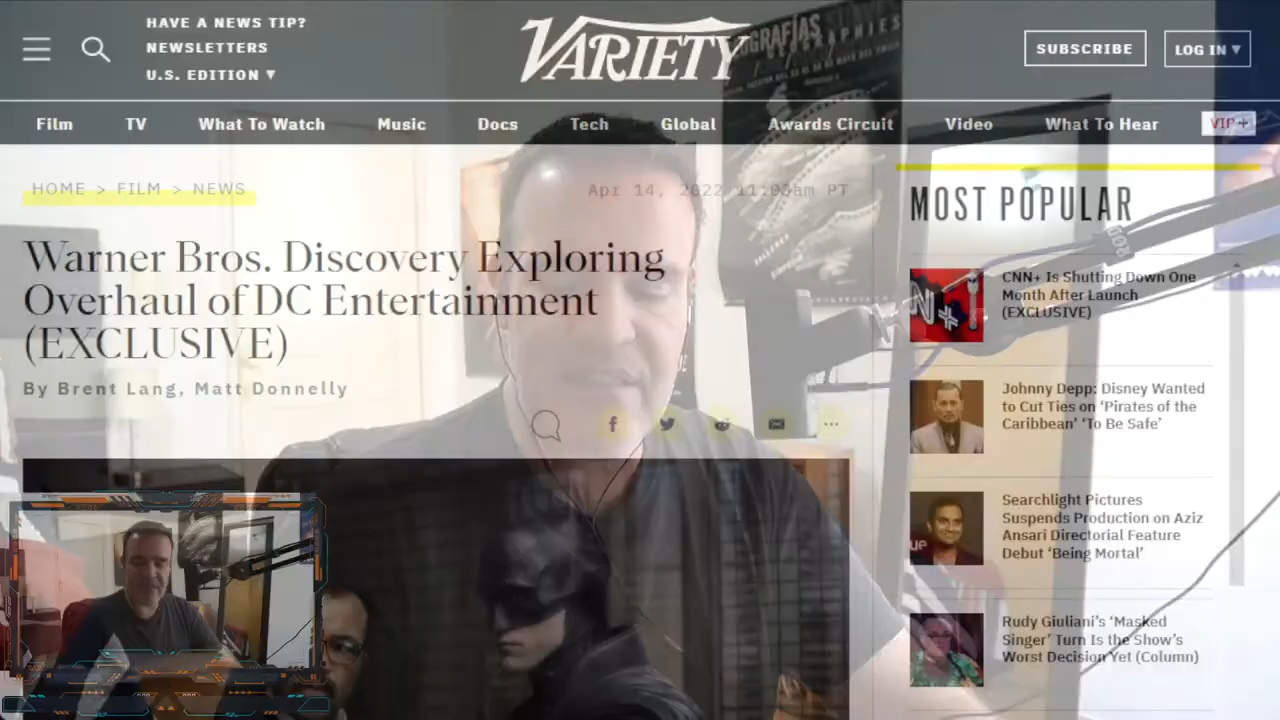 HAVE A NEWS TIP?
NEWSLETTERS
U.S. EDITION ▼
VARIETY
SUBSCRIBE
LOG IN ▼
Film TV What To Watch Music Docs Tech Global Awards Circuit Video What To Hear VIP+
HOME > FILM > NEWS
Apr 14, 2022
PT
Warner Bros. Discovery Exploring
Overhaul of DC Entertainment
(EXCLUSIVE)
By Brent Lang, Matt Donnelly
MOST POPULAR
CNN+ Is Shutting Down One
Month After Launch
(EXCLUSIVE)
Johnny Depp: Disney Wanted
to Cut Ties on ‘Pirates of the
Caribbean’ ‘To Be Safe’
Searchlight Pictures
Suspends Production on Aziz
Ansari Directorial Feature
Debut ‘Being Mortal’
Rudy Giuliani’s ‘Masked
Singer’ Turn Is the Show’s
Worst Decision Yet (Column)